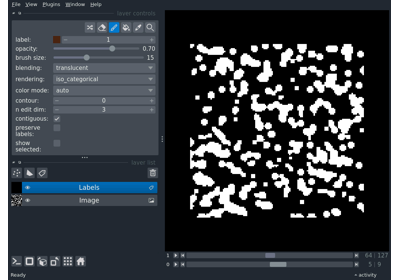 File View Plugins Window Help
layer controls
label: 1
opacity: 0.70
brush size: 15
blending: translucent
rendering: iso_categorical
color mode: auto
contour: 0
n edit dim: 3
contiguous:
preserve labels:
show selected:
layer list
Labels
Image
1 64 127
0 5 9
Ready
activity